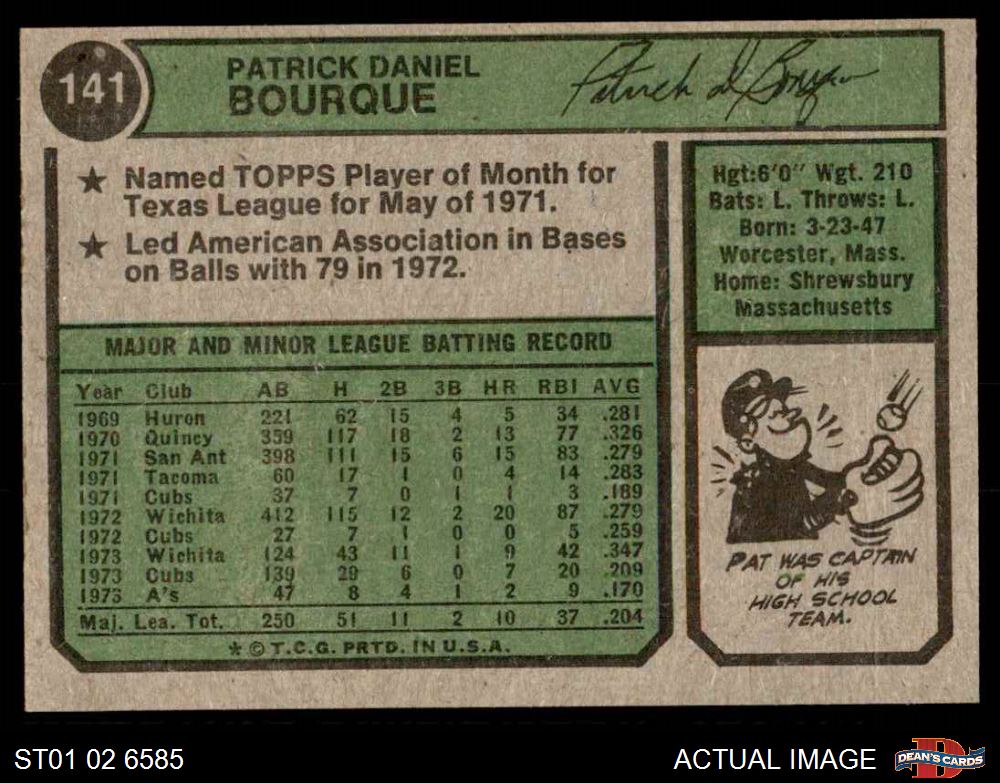 141
PATRICK DANIEL
BOURQUE
Patrick D Bourque
★ Named TOPPS Player of Month for
Texas League for May of 1971.
★ Led American Association in Bases
on Balls with 79 in 1972.
Hgt:6'0" Wgt. 210
Bats: L. Throws: L.
Born: 3-23-47
Worcester, Mass.
Home: Shrewsbury
Massachusetts
MAJOR AND MINOR LEAGUE BATTING RECORD
Year Club AB H 2B 3B HR RBI AVG
1969 Huron 221 62 15 4 5 34 .281
1970 Quincy 359 117 18 2 13 77 .326
1971 San Ant 398 111 15 6 15 83 .279
1971 Tacoma 60 17 1 0 4 14 .283
1971 Cubs 37 7 0 1 1 3 .189
1972 Wichita 412 115 12 2 20 87 .279
1972 Cubs 27 7 1 0 0 5 .259
1973 Wichita 124 43 11 1 9 42 .347
1973 Cubs 139 29 6 0 7 20 .209
1973 A's 47 8 4 1 2 9 .170
Maj. Lea. Tot. 250 51 11 2 10 37 .204
* © T.C.G. PRTD. IN U.S.A.
PAT WAS CAPTAIN
OF HIS
HIGH SCHOOL
TEAM.
ST01 02 6585
ACTUAL IMAGE
D
DEAN'S CARDS